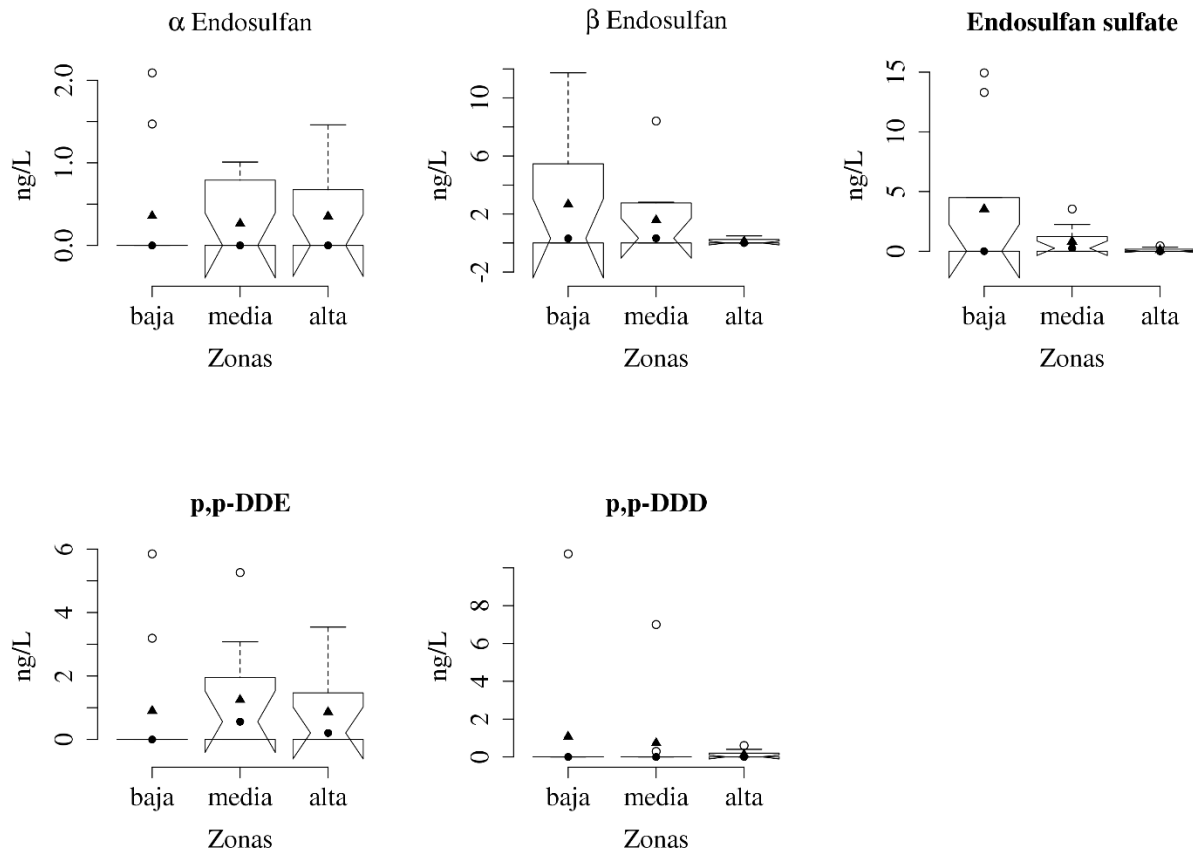 α Endosulfan
ng/L
0.0 1.0 2.0
baja media alta
Zonas
β Endosulfan
ng/L
-2 2 6 10
baja media alta
Zonas
Endosulfan sulfate
ng/L
0 5 10 15
baja media alta
Zonas
p,p-DDE
ng/L
0 2 4 6
baja media alta
Zonas
p,p-DDD
ng/L
0 2 4 6 8
baja media alta
Zonas